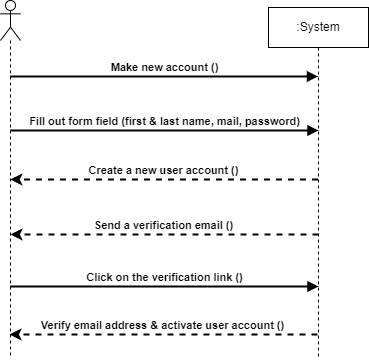 :System
Make new account ()
Fill out form field (first & last name, mail, password)
Create a new user account ()
Send a verification email ()
Click on the verification link ()
Verify email address & activate user account ()